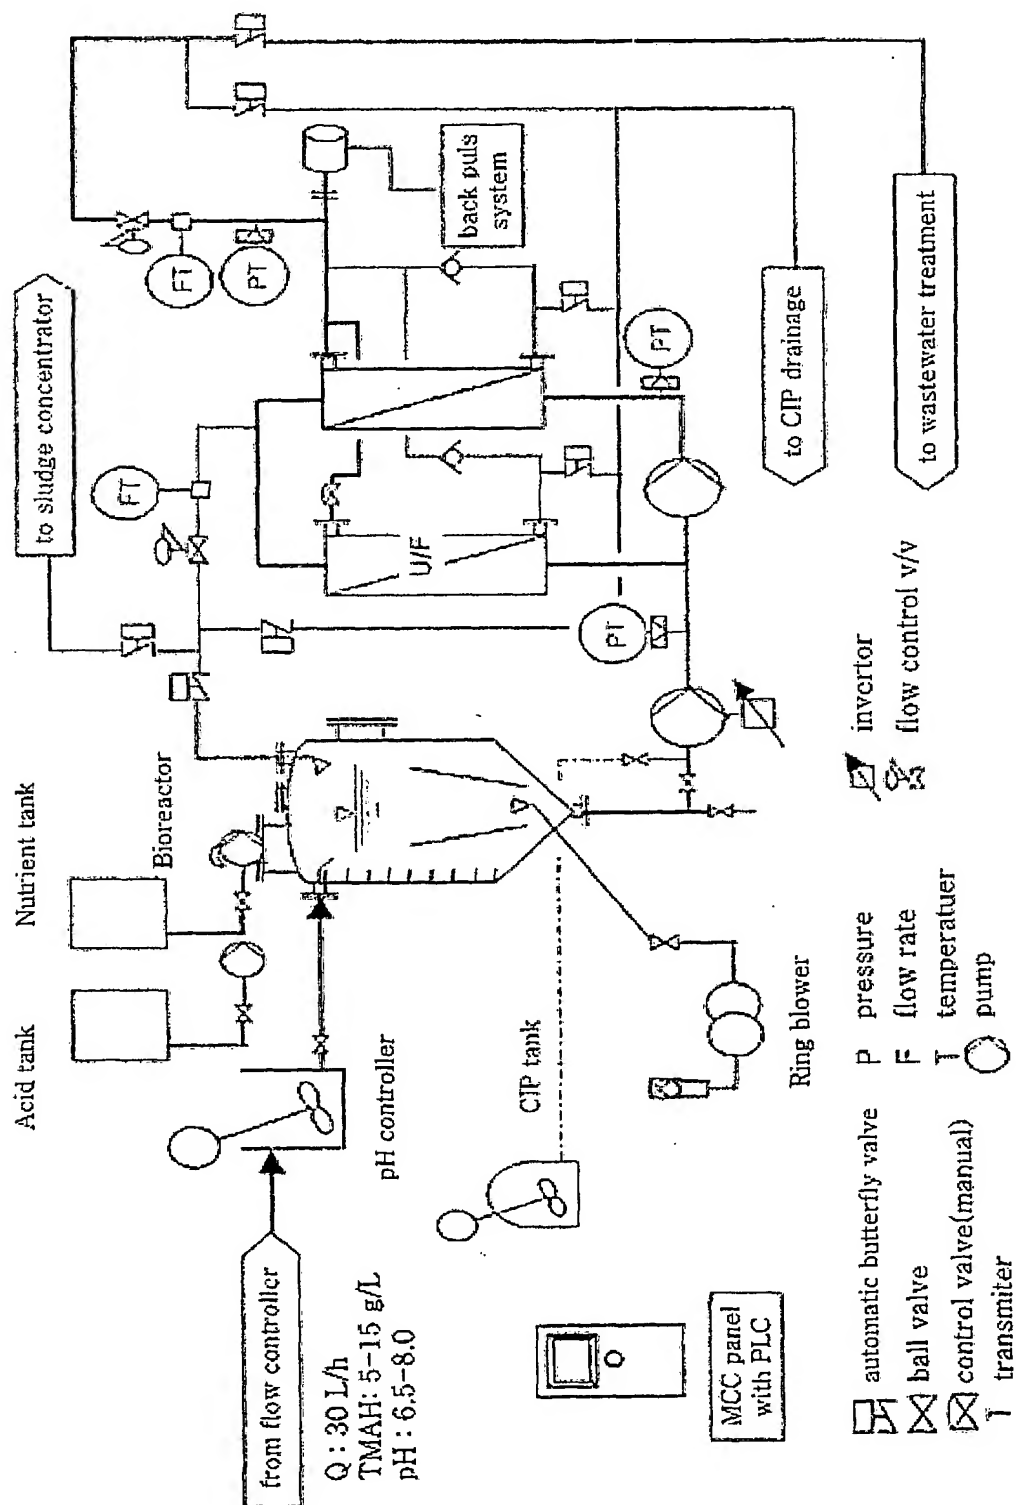 to sludge concentrator
FT
FT
PT
back puls
system
Nutrient tank
Acid tank
Bioreactor
U/F
PT
PT
pH controller
from flow controller
Q : 30 L/h
TMAH: 5-15 g/L
pH : 6.5-8.0
CIP tank
Ring blower
to CIP drainage
to wastewater treatment
MCC panel
with PLC
automatic butterfly valve
ball valve
control valve(manual)
T transmiter
P pressure
F flow rate
T temperatuer
pump
invertor
flow control v/v